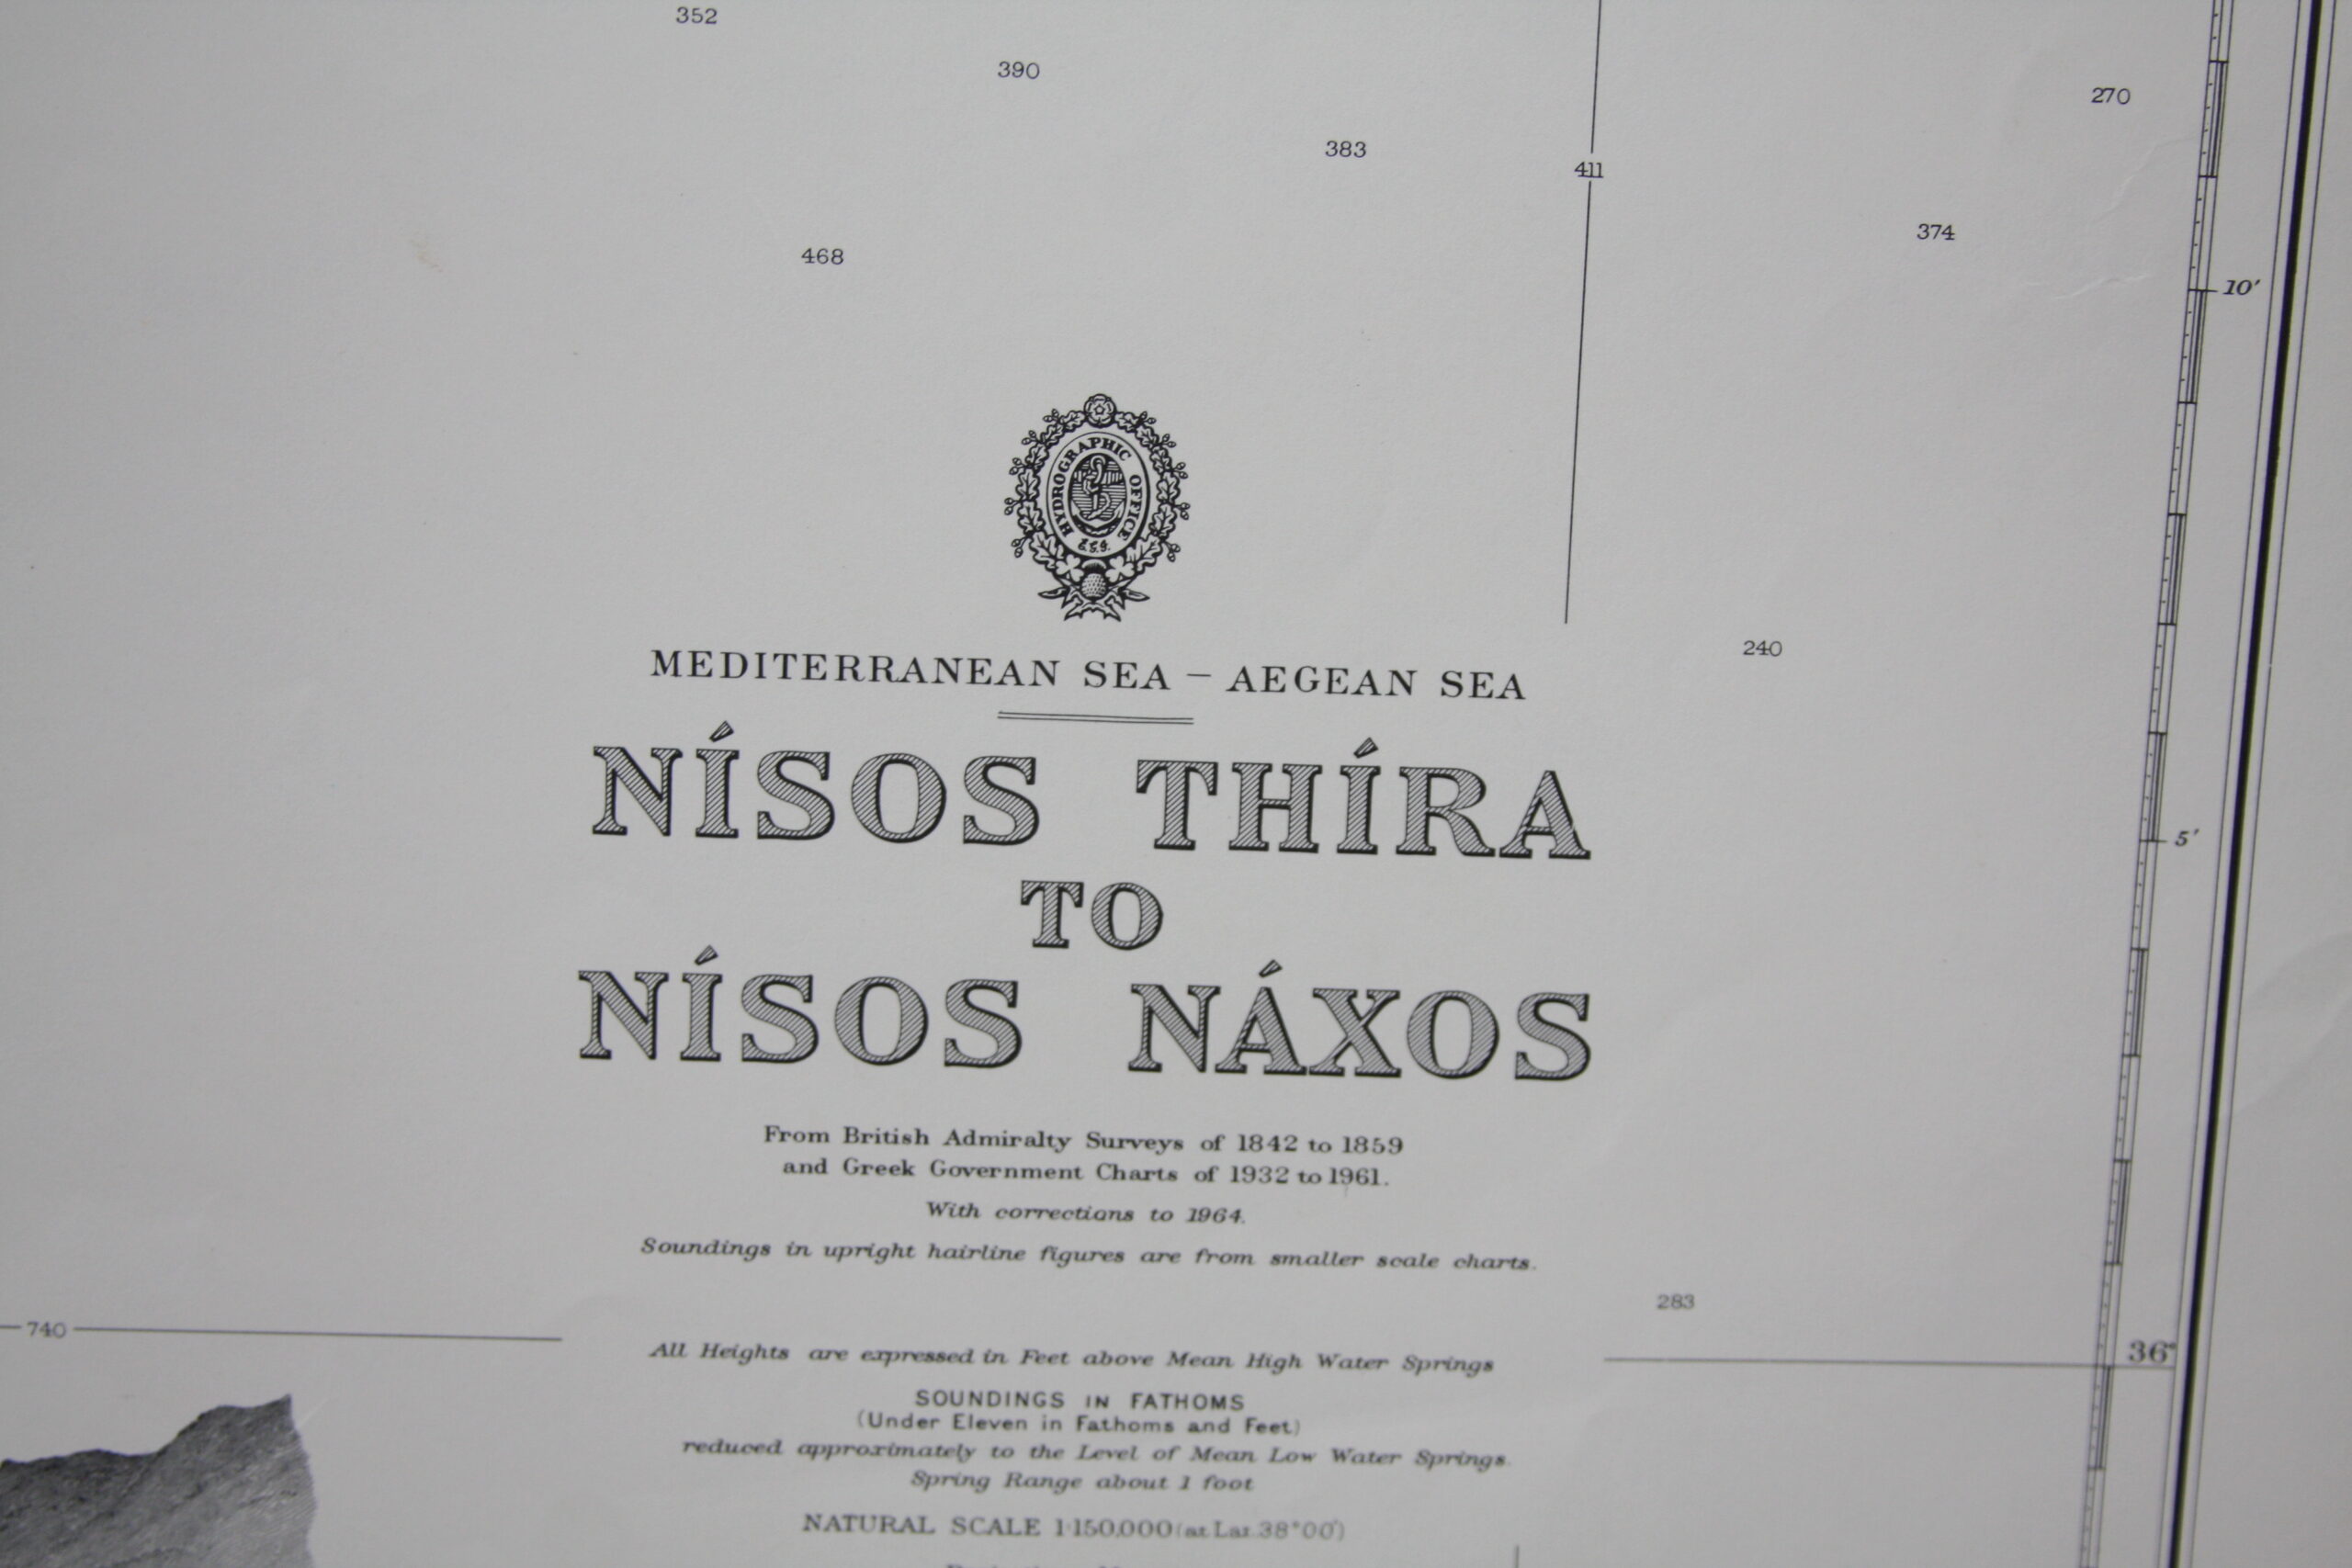 352
390
270
383
411
374
468
10'
HYDROGRAPHIC OFFICE
MEDITERRANEAN SEA – AEGEAN SEA
240
NÍSOS THÍRA
5'
TO
NÍSOS NÁXOS
From British Admiralty Surveys of 1842 to 1859
and Greek Government Charts of 1932 to 1961.
With corrections to 1964.
Soundings in upright hairline figures are from smaller scale charts.
283
740
36°
All Heights are expressed in Feet above Mean High Water Springs
SOUNDINGS IN FATHOMS
(Under Eleven in Fathoms and Feet)
reduced approximately to the Level of Mean Low Water Springs.
Spring Range about 1 foot
NATURAL SCALE 1:150,000 (at Lat. 38°00')